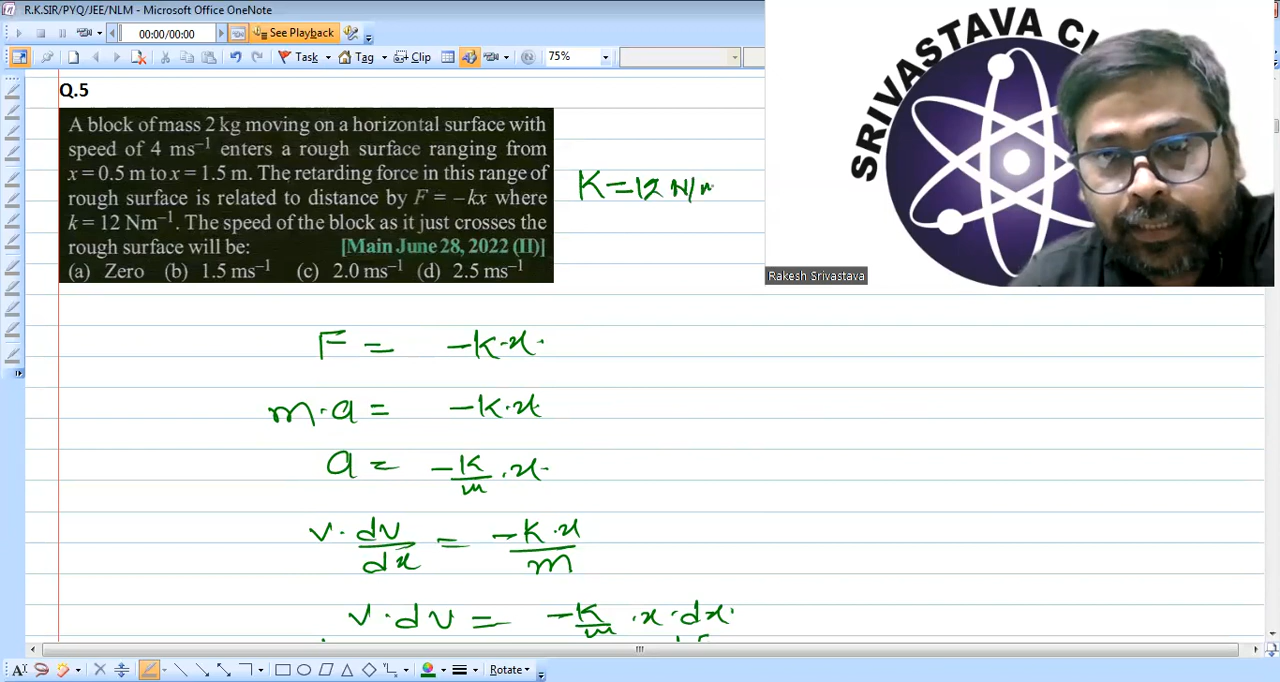 R.K.SIR/PYQ/JEE/NLM - Microsoft Office OneNote
00:00/00:00 See Playback
Task Tag Clip 75%
Q.5
A block of mass 2 kg moving on a horizontal surface with
speed of 4 ms⁻¹ enters a rough surface ranging from
x = 0.5 m to x = 1.5 m. The retarding force in this range of
rough surface is related to distance by F = –kx where
k = 12 Nm⁻¹. The speed of the block as it just crosses the
rough surface will be: [Main June 28, 2022 (II)]
(a) Zero (b) 1.5 ms⁻¹ (c) 2.0 ms⁻¹ (d) 2.5 ms⁻¹
K = 12 N/m
SRIVASTAVA
Rakesh Srivastava
F = -k·x·
m·a = -k·x
a = -k/m ·x·
v· dv/dx = -k·x/m
v·dv = -k/m ·x·dx·
Rotate